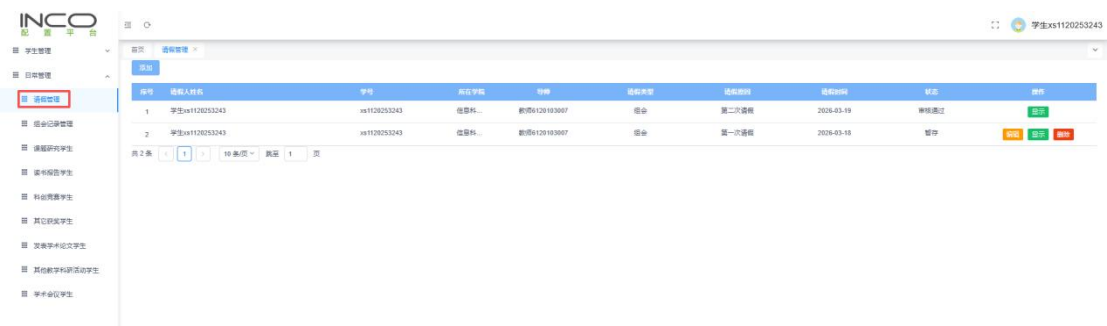 INCO
配置平台
学生xs1120253243
学生管理
日常管理
请假管理
组会记录管理
课题研究学生
读书报告学生
科创竞赛学生
其它获奖学生
发表学术论文学生
其他教学科研活动学生
学术会议学生
首页 请假管理 ×
添加
序号 请假人姓名 学号 所在学院 导师 请假类型 请假原因 请假时间 状态 操作
1 学生xs1120253243 xs1120253243 信息科... 教师6120103007 组会 第二次请假 2026-03-19 审核通过 显示
2 学生xs1120253243 xs1120253243 信息科... 教师6120103007 组会 第一次请假 2026-03-18 暂存 编辑 显示 删除
共 2 条 < 1 > 10 条/页 跳至 1 页